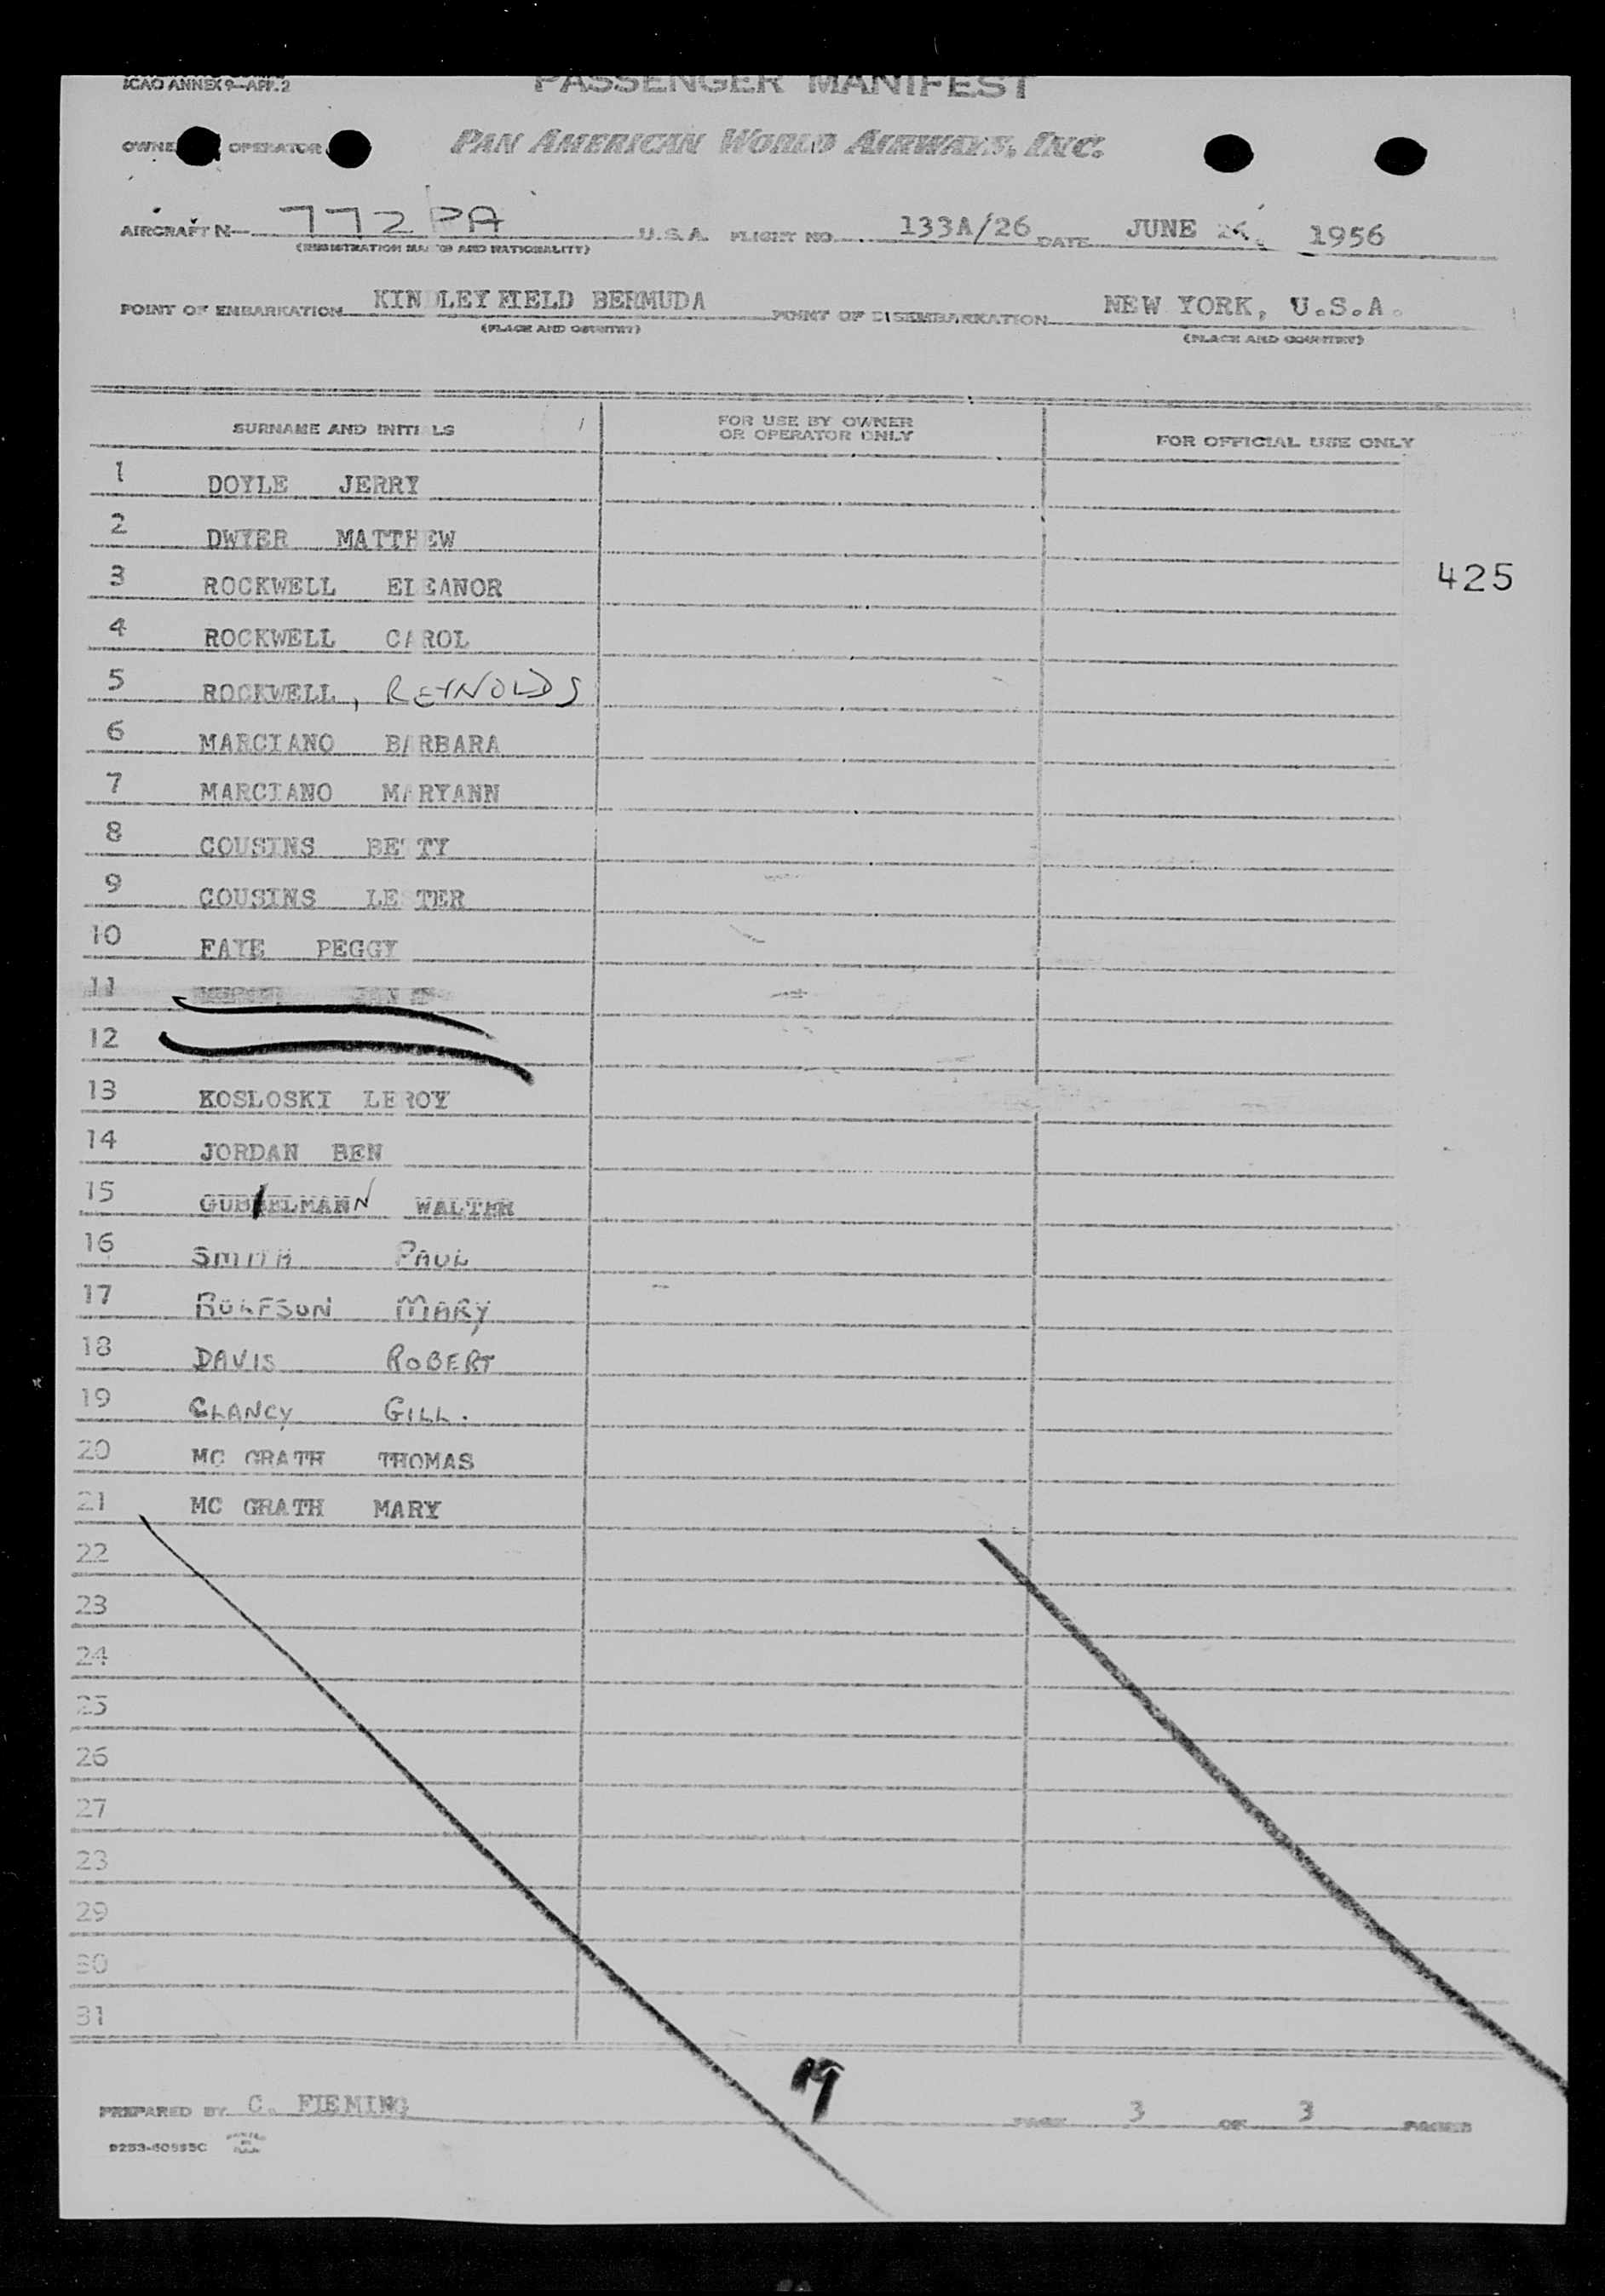 ICAO ANNEX 9—APP. 2
PASSENGER MANIFEST
OWNE OPERATOR PAN AMERICAN WORLD AIRWAYS, INC.
AIRCRAFT N— 772 PA U.S.A. FLIGHT NO. 133A/26 DATE JUNE 1956
(REGISTRATION MARKS AND NATIONALITY)
POINT OF EMBARKATION KINDLEY FIELD BERMUDA POINT OF DISEMBARKATION NEW YORK, U.S.A.
(PLACE AND COUNTRY) (PLACE AND COUNTRY)
SURNAME AND INITIALS FOR USE BY OWNER OR OPERATOR ONLY FOR OFFICIAL USE ONLY
1 DOYLE JERRY
2 DWYER MATTHEW
3 ROCKWELL ELEANOR 425
4 ROCKWELL CAROL
5 ROCKWELL, REYNOLDS
6 MARCIANO BARBARA
7 MARCIANO MARYANN
8 COUSINS BETTY
9 COUSINS LESTER
10 FAYE PEGGY
11
12
13 KOSLOSKI LEROY
14 JORDAN BEN
15 GUBELMANN WALTER
16 SMITH PAUL
17 ROLFSON MARY
18 DAVIS ROBERT
19 CLANCY GILL.
20 MC GRATH THOMAS
21 MC GRATH MARY
22
23
24
25
26
27
28
29
30
31
19
PREPARED BY C. FLEMING PAGE 3 OF 3 PAGES